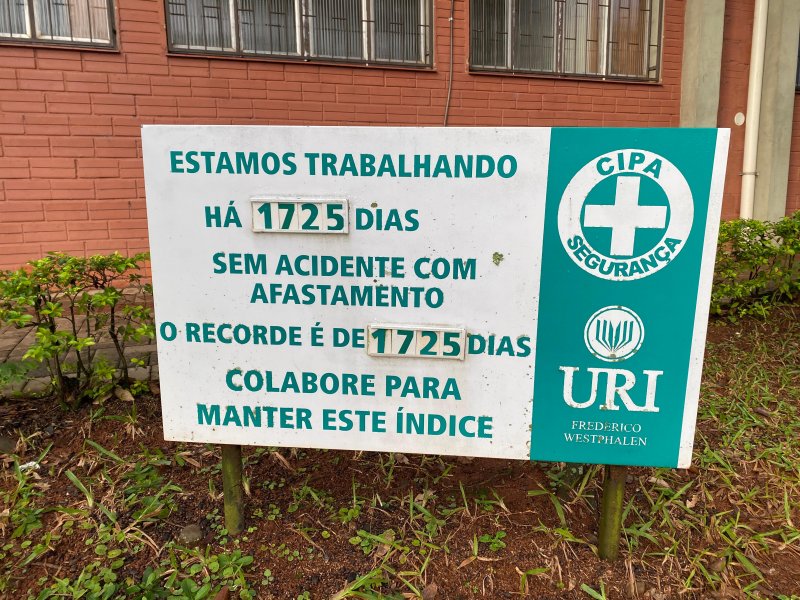 ESTAMOS TRABALHANDO
HÁ 1725 DIAS
SEM ACIDENTE COM
AFASTAMENTO
O RECORDE É DE 1725 DIAS
COLABORE PARA
MANTER ESTE ÍNDICE
CIPA
SEGURANÇA
URI
FREDERICO
WESTPHALEN